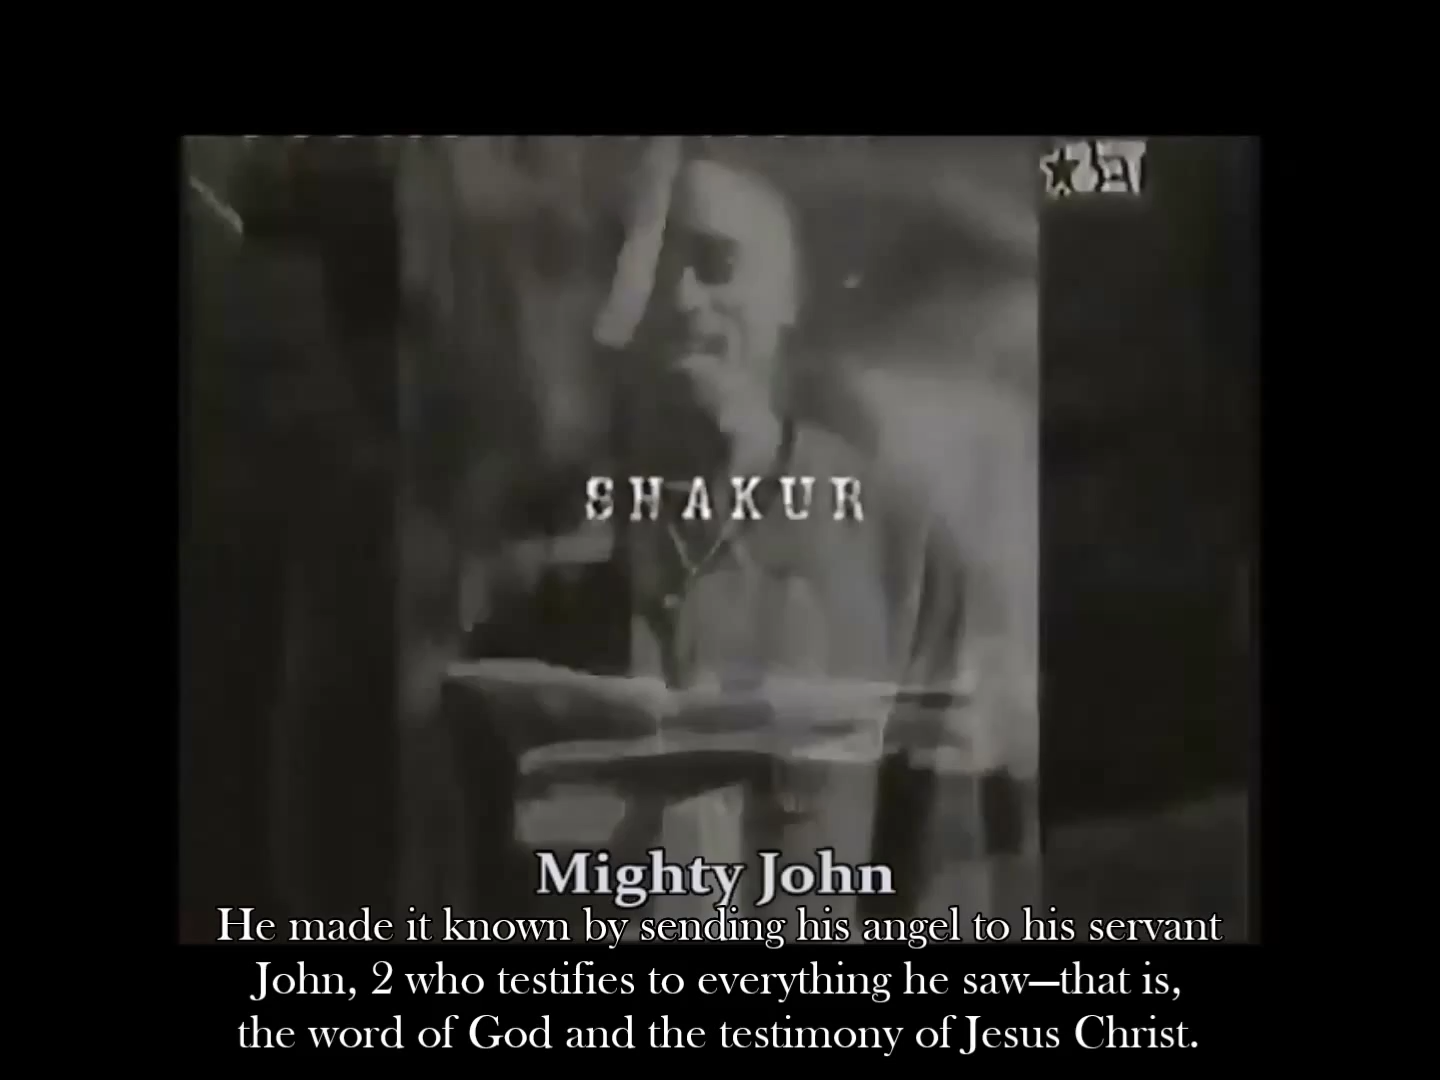 SHAKUR
Mighty John
He made it known by sending his angel to his servant
John, 2 who testifies to everything he saw—that is,
the word of God and the testimony of Jesus Christ.